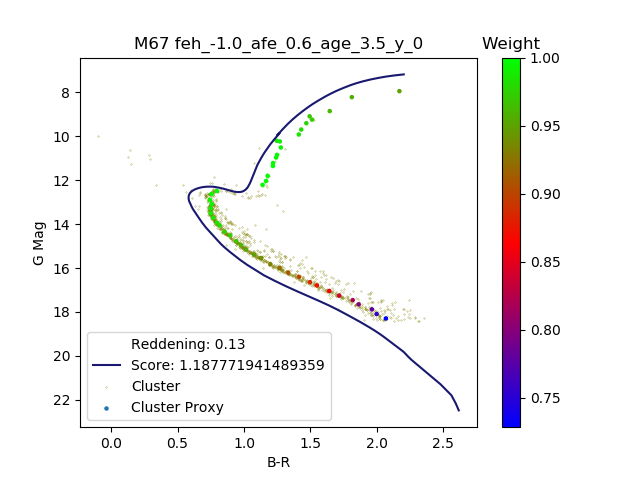 M67 feh_-1.0_afe_0.6_age_3.5_y_0
Weight
G Mag
8
10
12
14
16
18
20
22
0.0
0.5
1.0
1.5
2.0
2.5
B-R
Reddening: 0.13
Score: 1.187771941489359
Cluster
Cluster Proxy
1.00
0.95
0.90
0.85
0.80
0.75